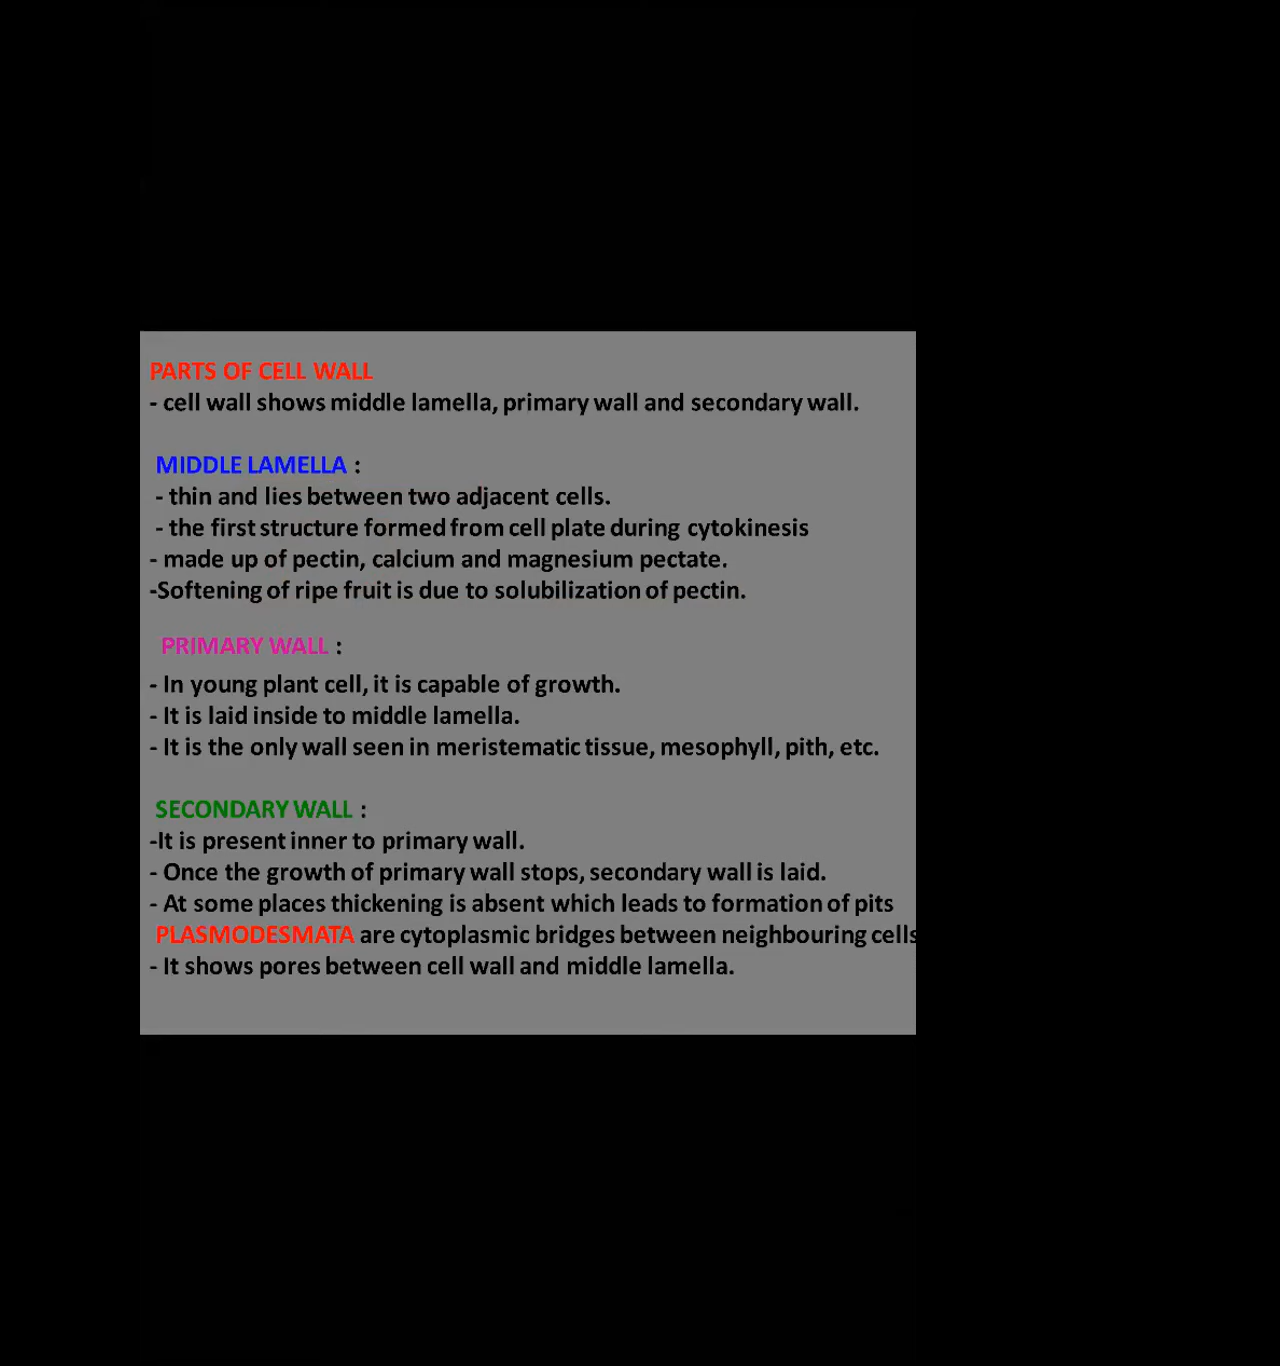 PARTS OF CELL WALL
- cell wall shows middle lamella, primary wall and secondary wall.
MIDDLE LAMELLA :
- thin and lies between two adjacent cells.
- the first structure formed from cell plate during cytokinesis
- made up of pectin, calcium and magnesium pectate.
-Softening of ripe fruit is due to solubilization of pectin.
PRIMARY WALL :
- In young plant cell, it is capable of growth.
- It is laid inside to middle lamella.
- It is the only wall seen in meristematic tissue, mesophyll, pith, etc.
SECONDARY WALL :
-It is present inner to primary wall.
- Once the growth of primary wall stops, secondary wall is laid.
- At some places thickening is absent which leads to formation of pits
PLASMODESMATA are cytoplasmic bridges between neighbouring cells
- It shows pores between cell wall and middle lamella.